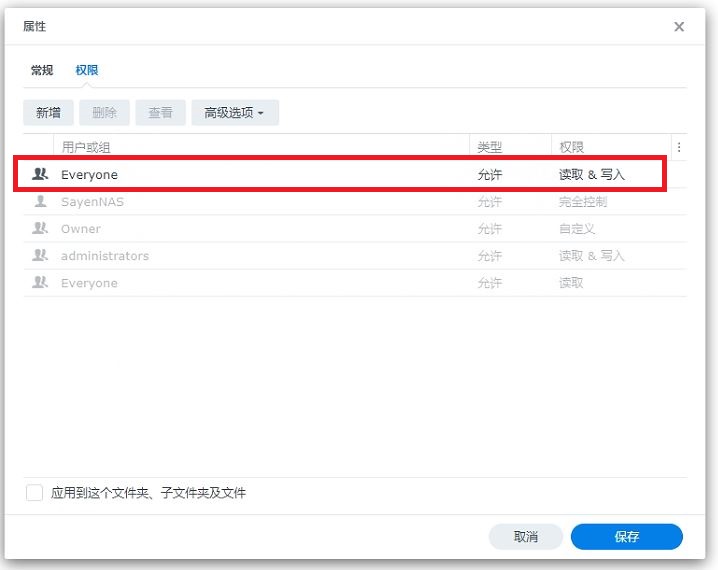 属性
常规 权限
新增 删除 查看 高级选项
用户或组 类型 权限
Everyone 允许 读取 & 写入
SayenNAS 允许 完全控制
Owner 允许 自定义
administrators 允许 读取 & 写入
Everyone 允许 读取
应用到这个文件夹、子文件夹及文件
取消 保存